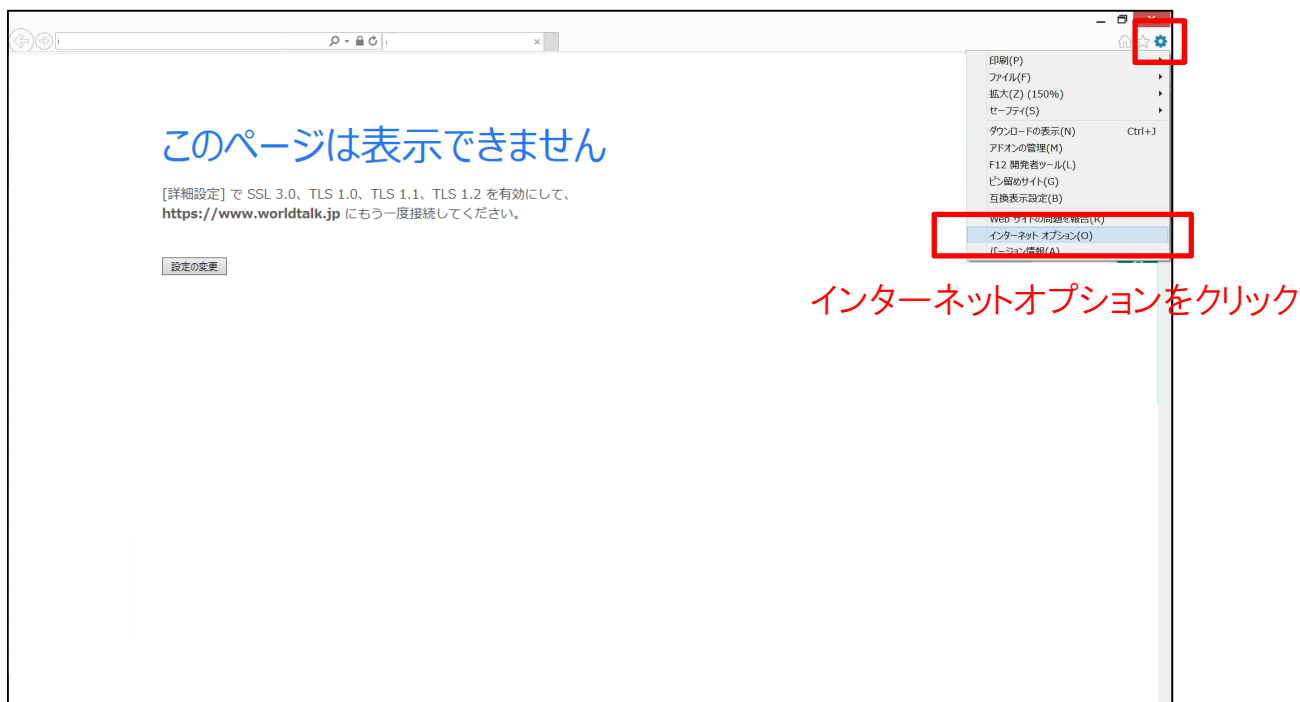 印刷(P)
ファイル(F)
拡大(Z) (150%)
セーフティ(S)
ダウンロードの表示(N) Ctrl+J
アドオンの管理(M)
F12 開発者ツール(L)
ピン留めサイト(G)
互換表示設定(B)
Web サイトの問題を報告(R)
インターネット オプション(O)
バージョン情報(A)
このページは表示できません
[詳細設定] で SSL 3.0、TLS 1.0、TLS 1.1、TLS 1.2 を有効にして、
https://www.worldtalk.jp にもう一度接続してください。
設定の変更
インターネットオプションをクリック